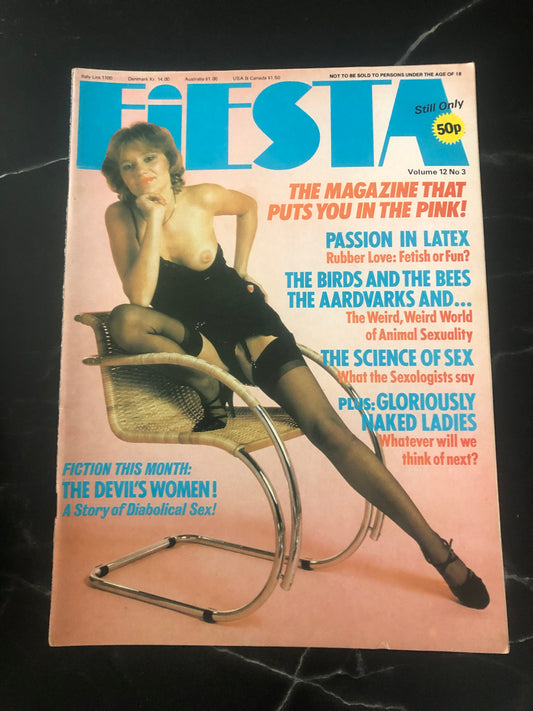 Italy Lira 1300 Denmark Kr. 14.00 Australia $1.95 USA & Canada $1.50 NOT TO BE SOLD TO PERSONS UNDER THE AGE OF 18
FiESTA
Still Only
50p
Volume 12 No 3
THE MAGAZINE THAT
PUTS YOU IN THE PINK!
PASSION IN LATEX
Rubber Love: Fetish or Fun?
THE BIRDS AND THE BEES
THE AARDVARKS AND...
The Weird, Weird World
of Animal Sexuality
THE SCIENCE OF SEX
What the Sexologists say
PLUS: GLORIOUSLY
NAKED LADIES
Whatever will we
think of next?
FICTION THIS MONTH:
THE DEVIL'S WOMEN!
A Story of Diabolical Sex!